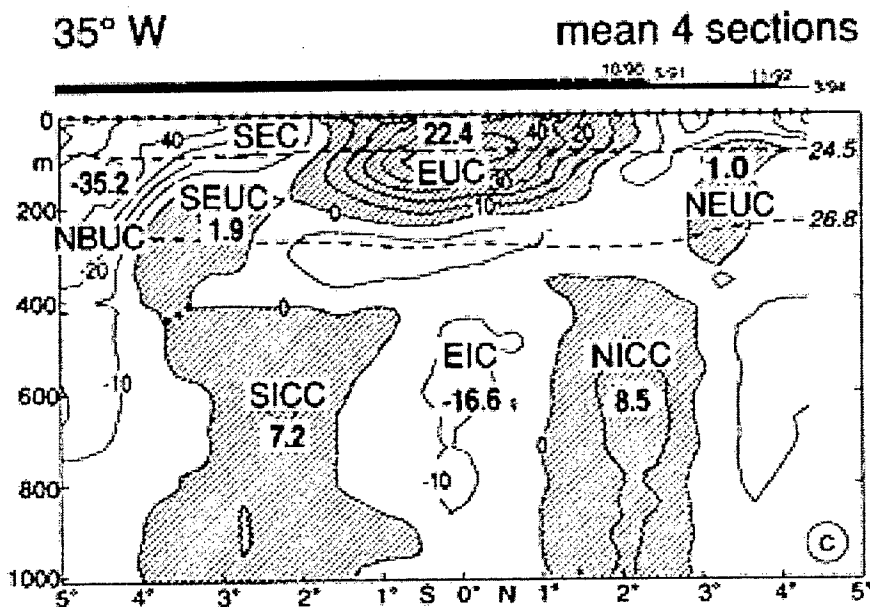 35° W mean 4 sections
10/90 5/91 11/92 3/94
0 40 SEC 22.4 40 20
m -35.2 EUC 1.0 24.5
200 SEUC 0 10 NEUC 26.8
NBUC 1.9
-20
400 0
EIC NICC
-10
600 SICC -16.6 8.5
7.2 0
-10
800
C
1000
5° 4° 3° 2° 1° S 0° N 1° 2° 3° 4° 5°